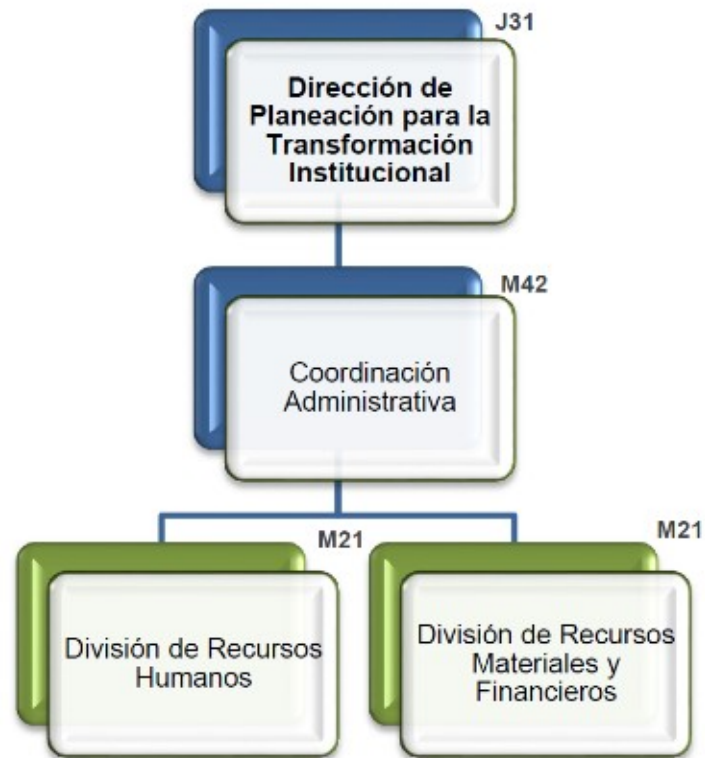 J31
Dirección de
Planeación para la
Transformación
Institucional
M42
Coordinación
Administrativa
M21
División de Recursos
Humanos
M21
División de Recursos
Materiales y
Financieros